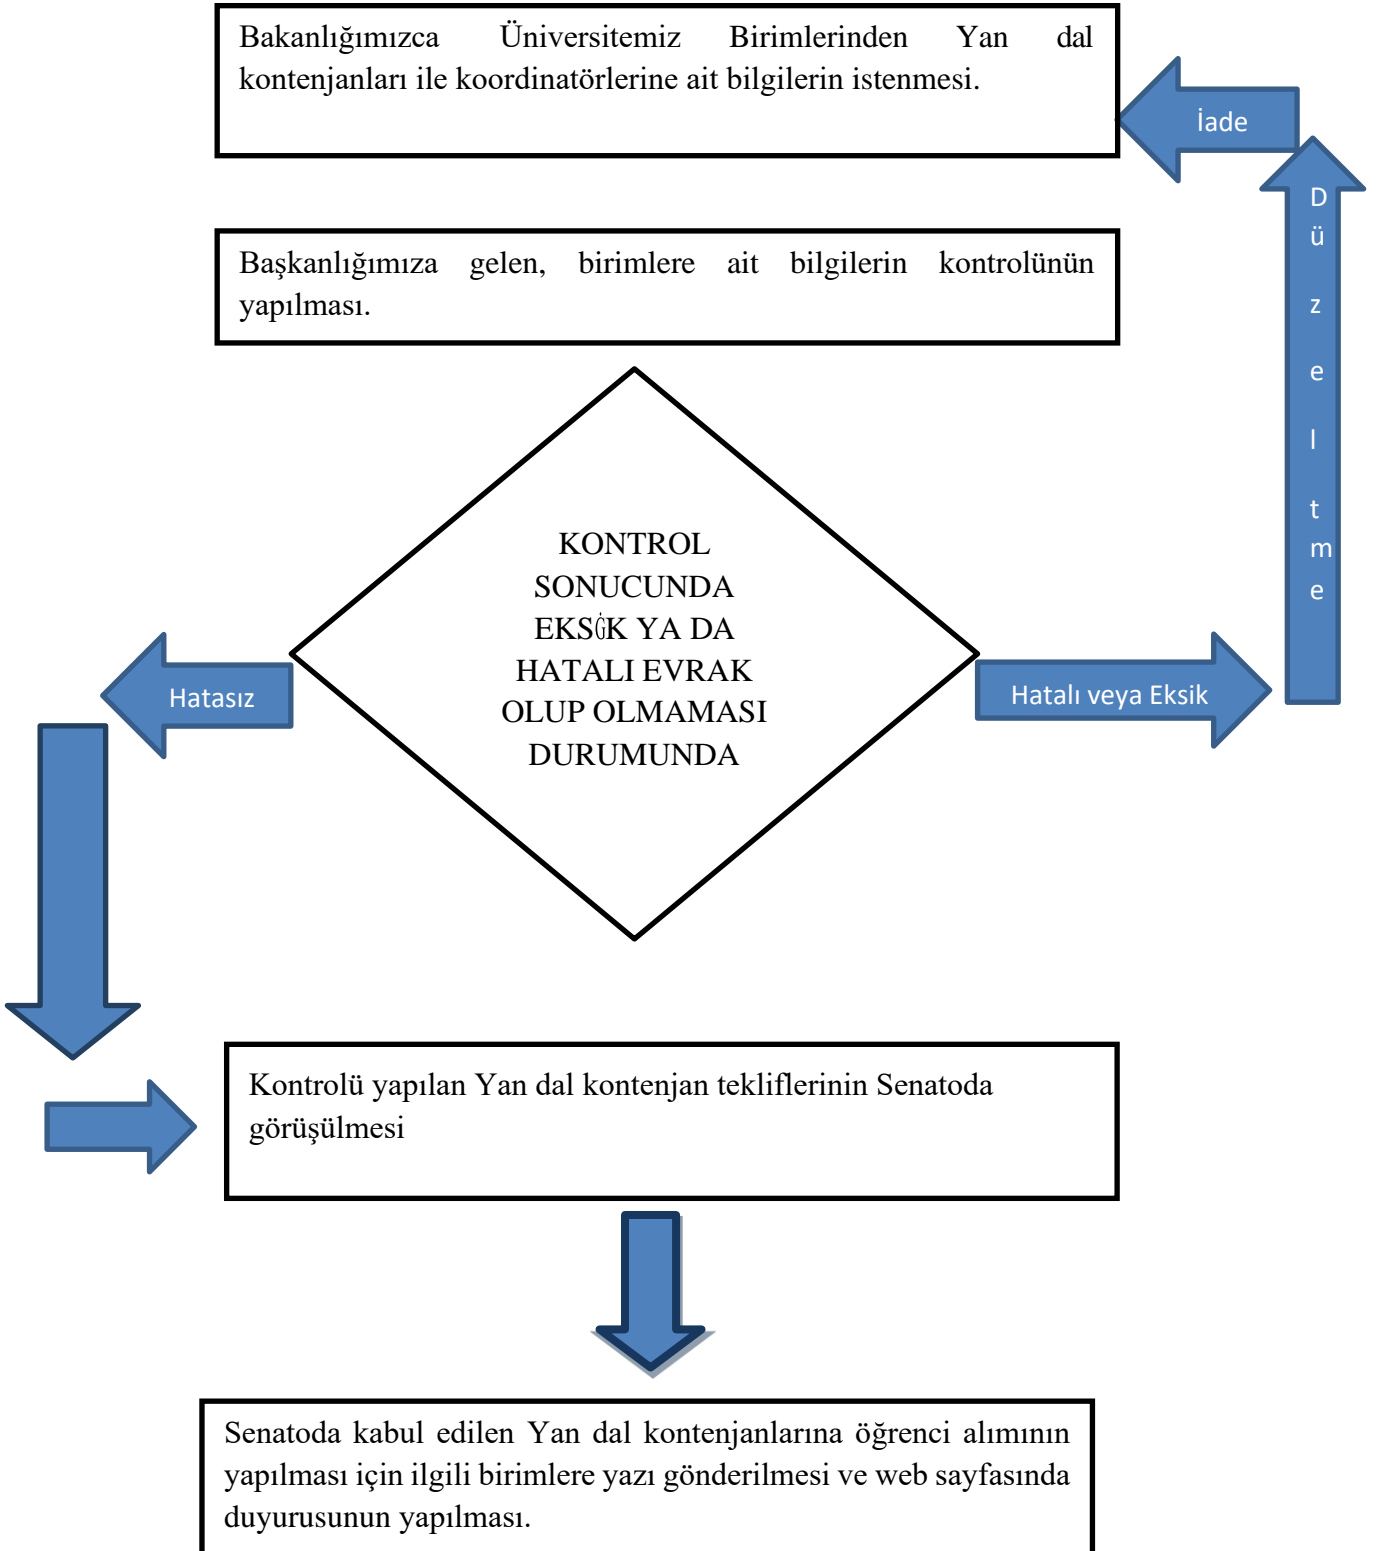 Bakanlığımızca Üniversitemiz Birimlerinden Yan dal
kontenjanları ile koordinatörlerine ait bilgilerin istenmesi.
İade
Düzeltme
Başkanlığımıza gelen, birimlere ait bilgilerin kontrolünün
yapılması.
KONTROL
SONUCUNDA
EKSĠK YA DA
HATALI EVRAK
OLUP OLMAMASI
DURUMUNDA
Hatasız
Hatalı veya Eksik
Kontrolü yapılan Yan dal kontenjan tekliflerinin Senatoda
görüşülmesi
Senatoda kabul edilen Yan dal kontenjanlarına öğrenci alımının
yapılması için ilgili birimlere yazı gönderilmesi ve web sayfasında
duyurusunun yapılması.